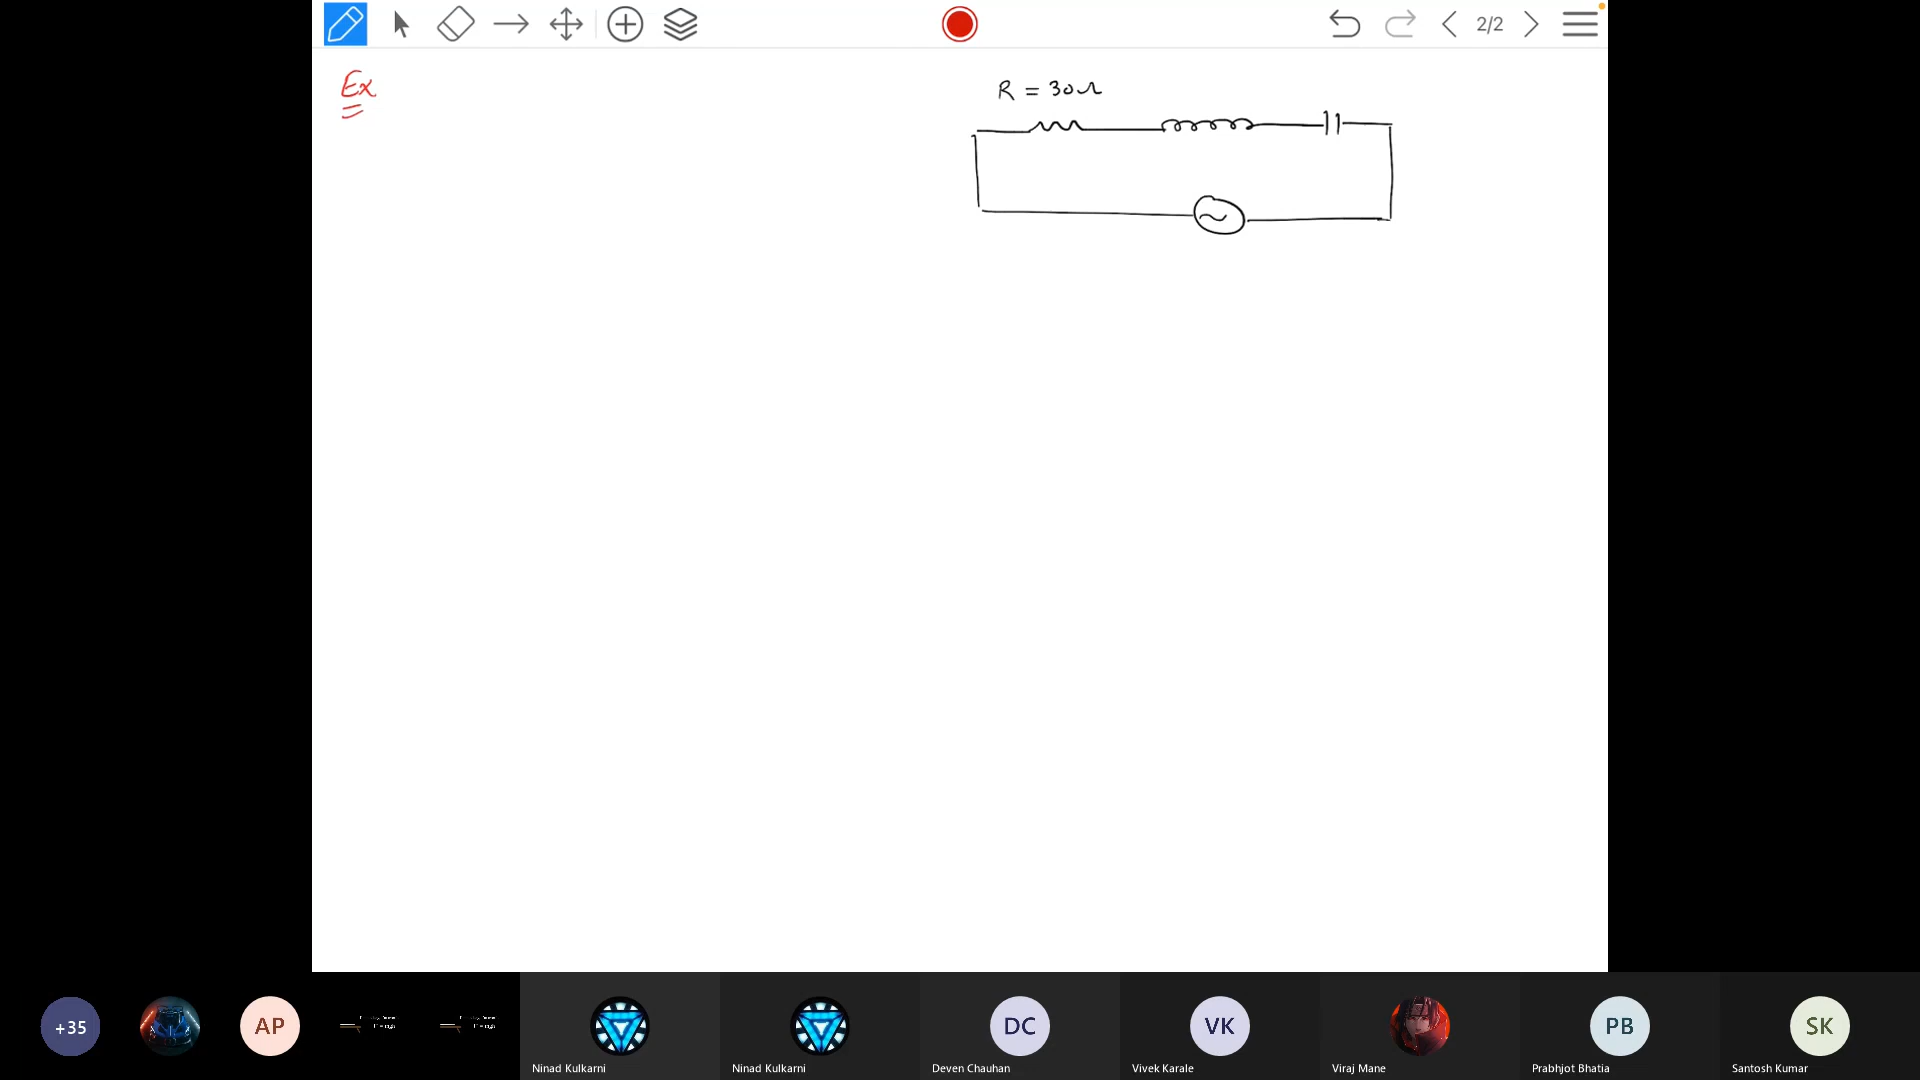 2/2
Ex
R = 30Ω
+35
AP
DC
VK
PB
SK
Ninad Kulkarni
Ninad Kulkarni
Deven Chauhan
Vivek Karale
Viraj Mane
Prabhjot Bhatia
Santosh Kumar